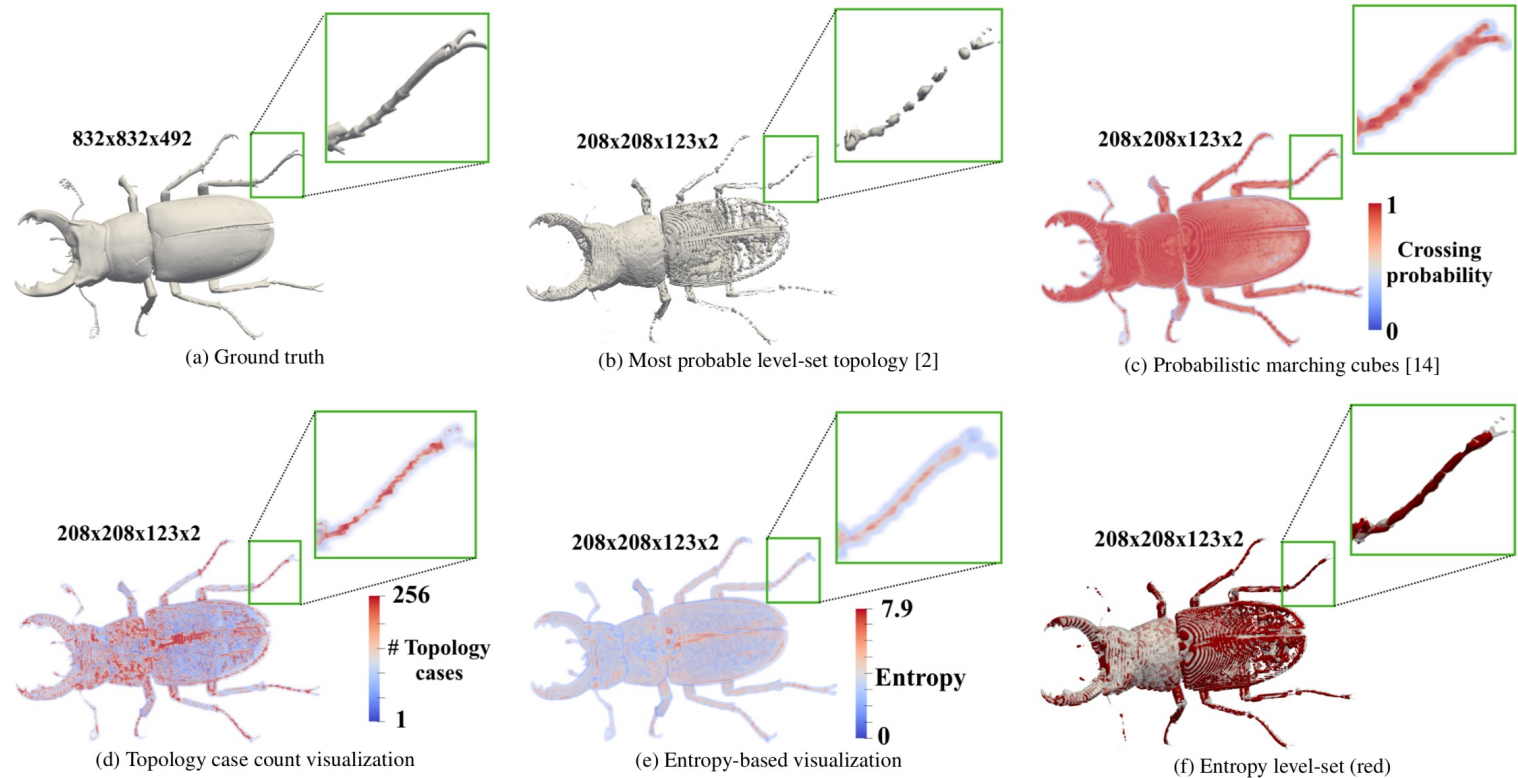 832x832x492
(a) Ground truth
208x208x123x2
(b) Most probable level-set topology [2]
208x208x123x2
1
Crossing
probability
0
(c) Probabilistic marching cubes [14]
208x208x123x2
256
# Topology
cases
1
(d) Topology case count visualization
208x208x123x2
7.9
Entropy
0
(e) Entropy-based visualization
208x208x123x2
(f) Entropy level-set (red)